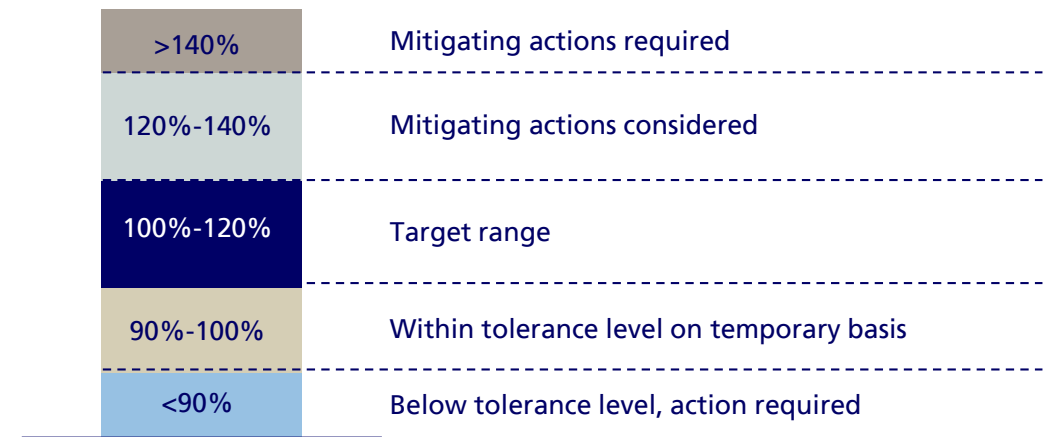 >140% Mitigating actions required
120%-140% Mitigating actions considered
100%-120% Target range
90%-100% Within tolerance level on temporary basis
<90% Below tolerance level, action required